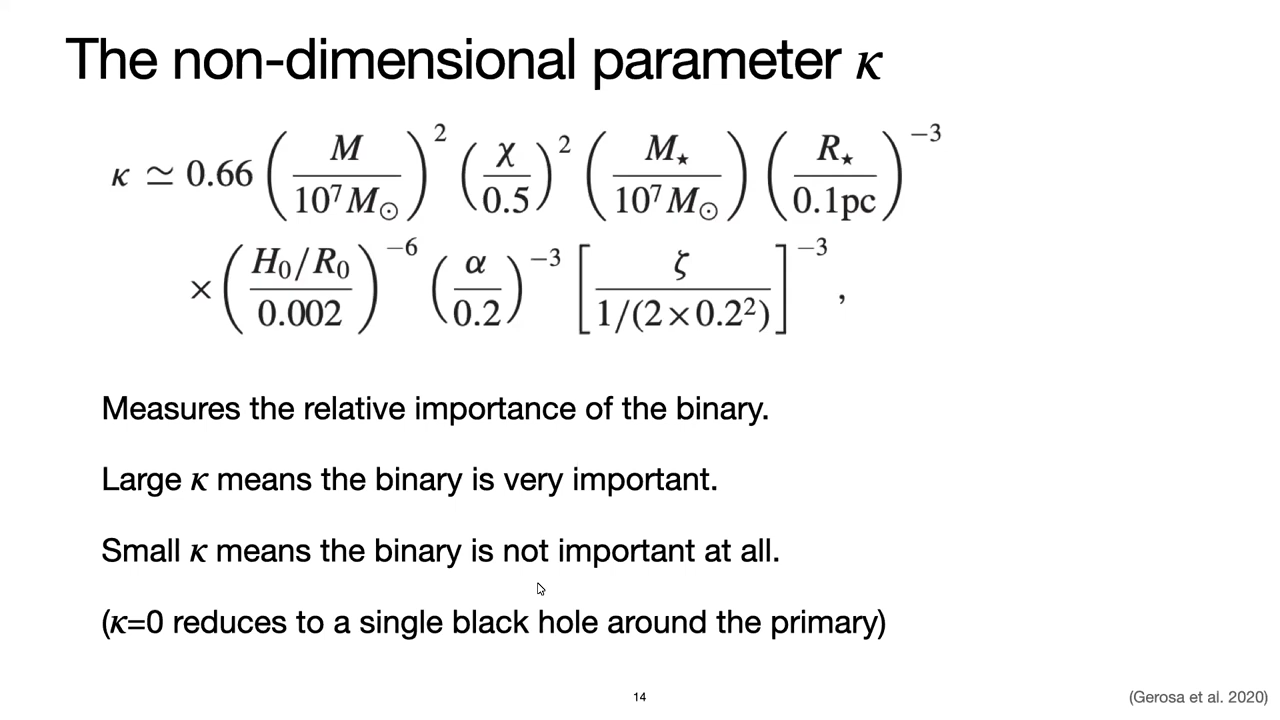 The non-dimensional parameter κ
κ ≃ 0.66 (M / 10⁷ M⊙)² (χ / 0.5)² (M⋆ / 10⁷ M⊙) (R⋆ / 0.1pc)⁻³
× (H₀/R₀ / 0.002)⁻⁶ (α / 0.2)⁻³ [ζ / 1/(2×0.2²)]⁻³ ,
Measures the relative importance of the binary.
Large κ means the binary is very important.
Small κ means the binary is not important at all.
(κ=0 reduces to a single black hole around the primary)
14
(Gerosa et al. 2020)